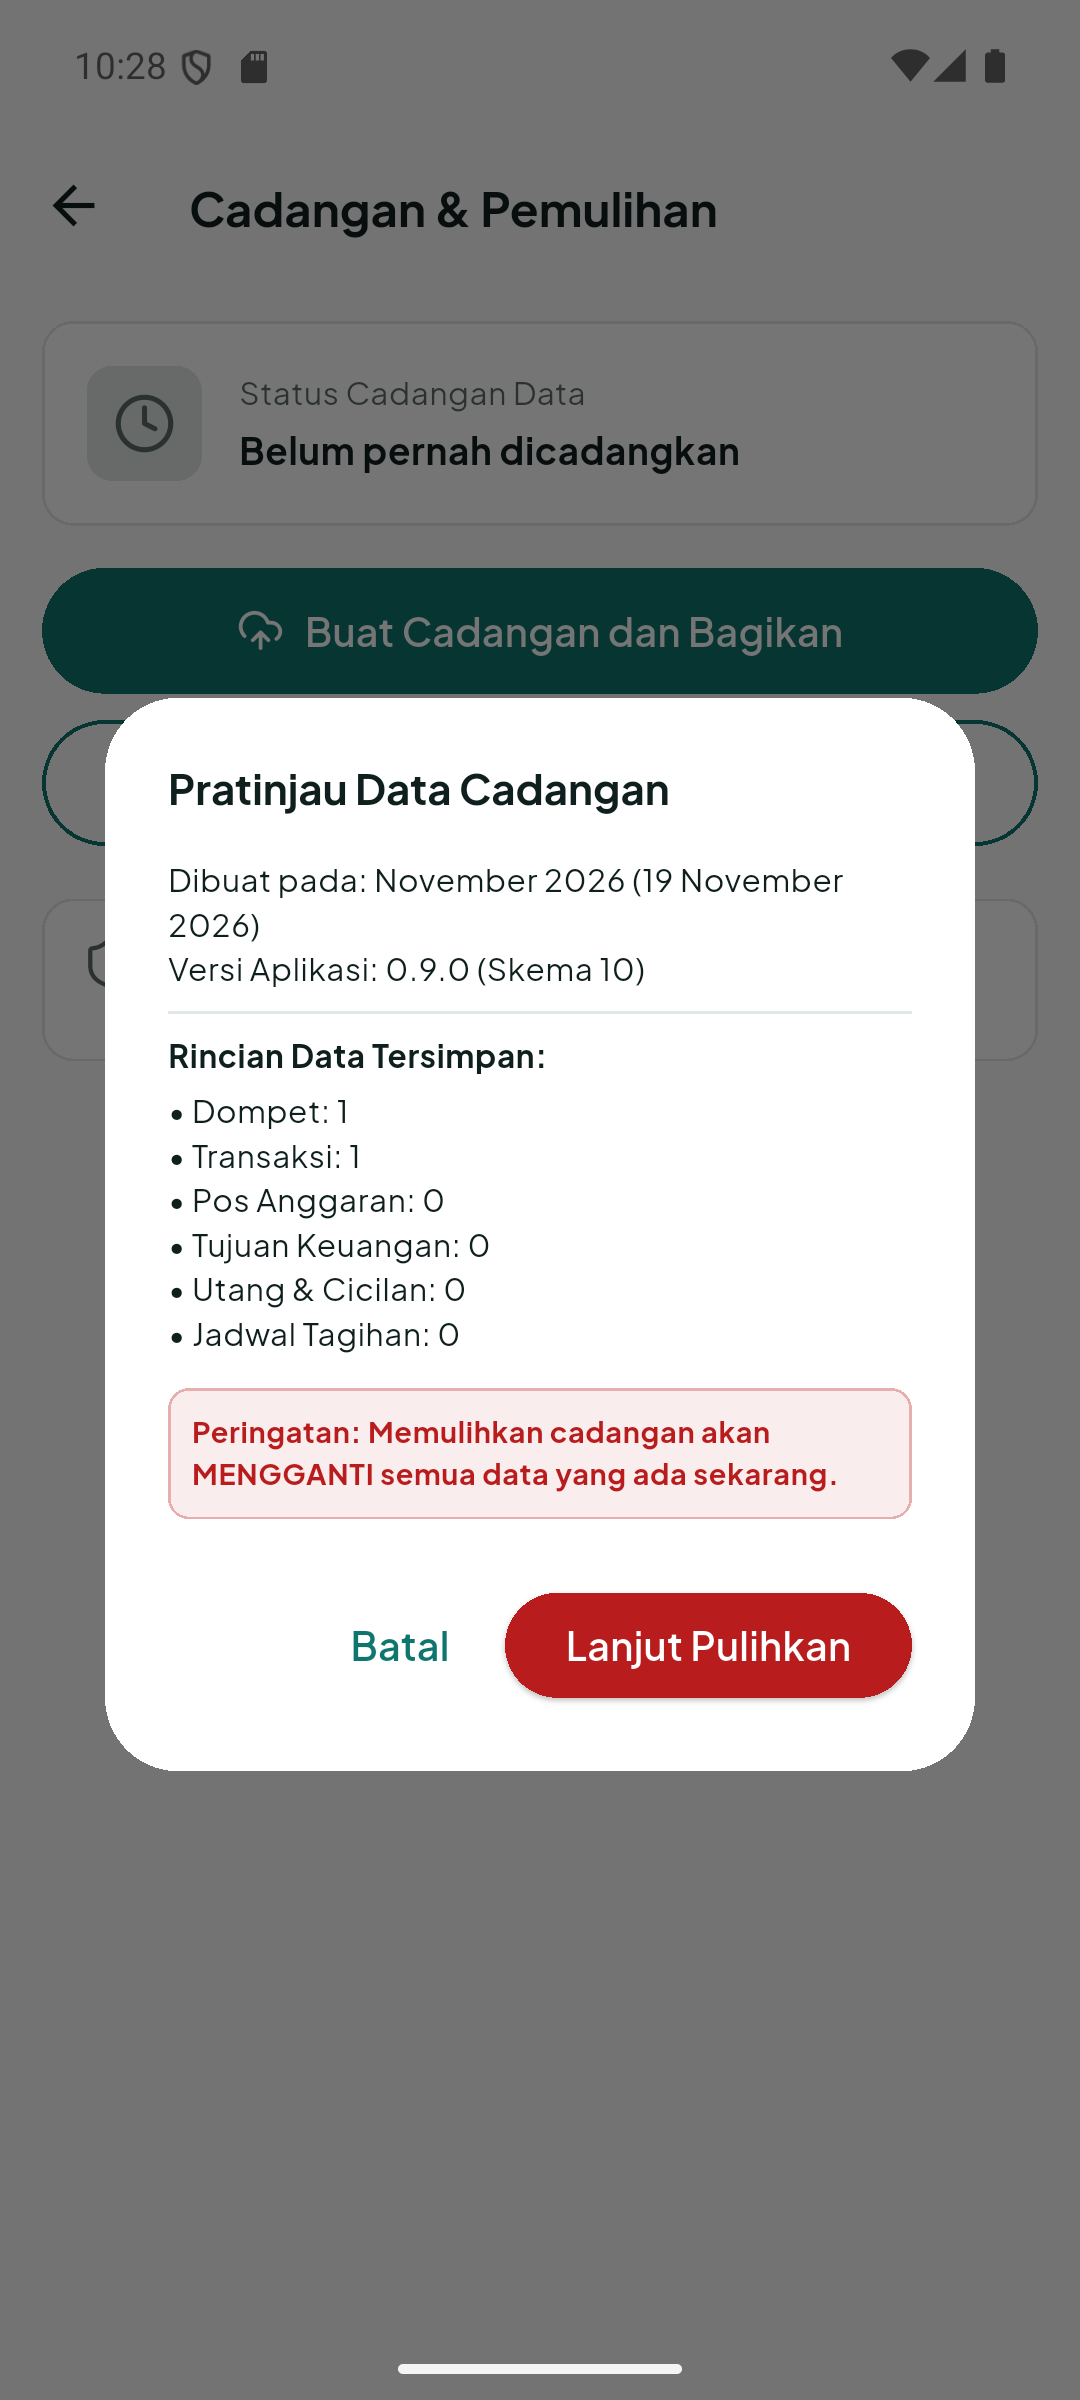 10:28
Cadangan & Pemulihan
Status Cadangan Data
Belum pernah dicadangkan
Buat Cadangan dan Bagikan
Pratinjau Data Cadangan
Dibuat pada: November 2026 (19 November
2026)
Versi Aplikasi: 0.9.0 (Skema 10)
Rincian Data Tersimpan:
• Dompet: 1
• Transaksi: 1
• Pos Anggaran: 0
• Tujuan Keuangan: 0
• Utang & Cicilan: 0
• Jadwal Tagihan: 0
Peringatan: Memulihkan cadangan akan
MENGGANTI semua data yang ada sekarang.
Batal
Lanjut Pulihkan